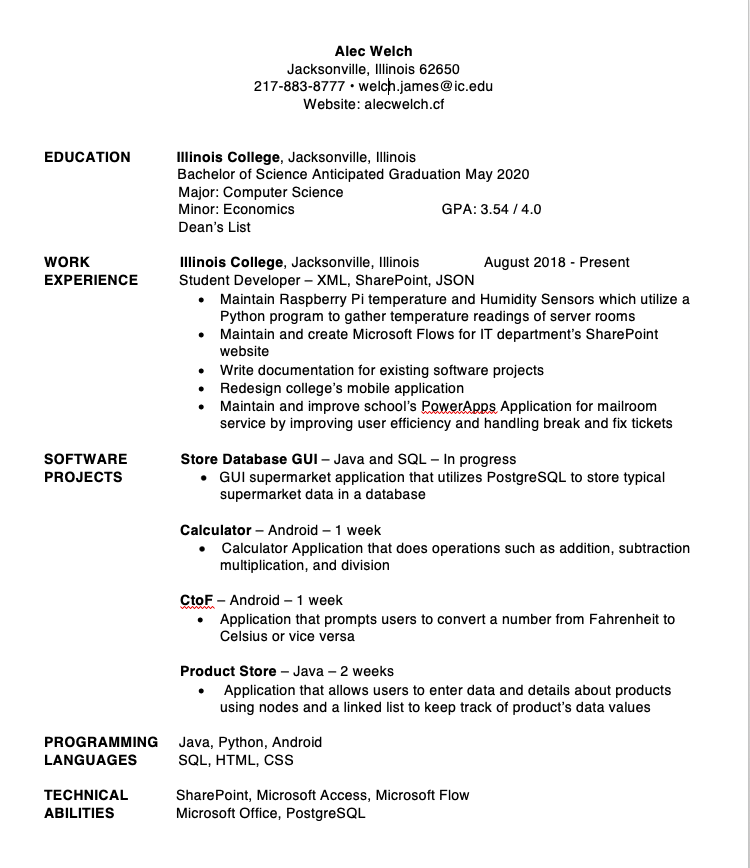 Alec Welch
Jacksonville, Illinois 62650
217-883-8777 • welch.james@ic.edu
Website: alecwelch.cf
EDUCATION Illinois College, Jacksonville, Illinois
Bachelor of Science Anticipated Graduation May 2020
Major: Computer Science
Minor: Economics GPA: 3.54 / 4.0
Dean's List
WORK Illinois College, Jacksonville, Illinois August 2018 - Present
EXPERIENCE Student Developer – XML, SharePoint, JSON
• Maintain Raspberry Pi temperature and Humidity Sensors which utilize a
Python program to gather temperature readings of server rooms
• Maintain and create Microsoft Flows for IT department's SharePoint
website
• Write documentation for existing software projects
• Redesign college's mobile application
• Maintain and improve school's PowerApps Application for mailroom
service by improving user efficiency and handling break and fix tickets
SOFTWARE Store Database GUI – Java and SQL – In progress
PROJECTS • GUI supermarket application that utilizes PostgreSQL to store typical
supermarket data in a database
Calculator – Android – 1 week
• Calculator Application that does operations such as addition, subtraction
multiplication, and division
CtoF – Android – 1 week
• Application that prompts users to convert a number from Fahrenheit to
Celsius or vice versa
Product Store – Java – 2 weeks
• Application that allows users to enter data and details about products
using nodes and a linked list to keep track of product's data values
PROGRAMMING Java, Python, Android
LANGUAGES SQL, HTML, CSS
TECHNICAL SharePoint, Microsoft Access, Microsoft Flow
ABILITIES Microsoft Office, PostgreSQL